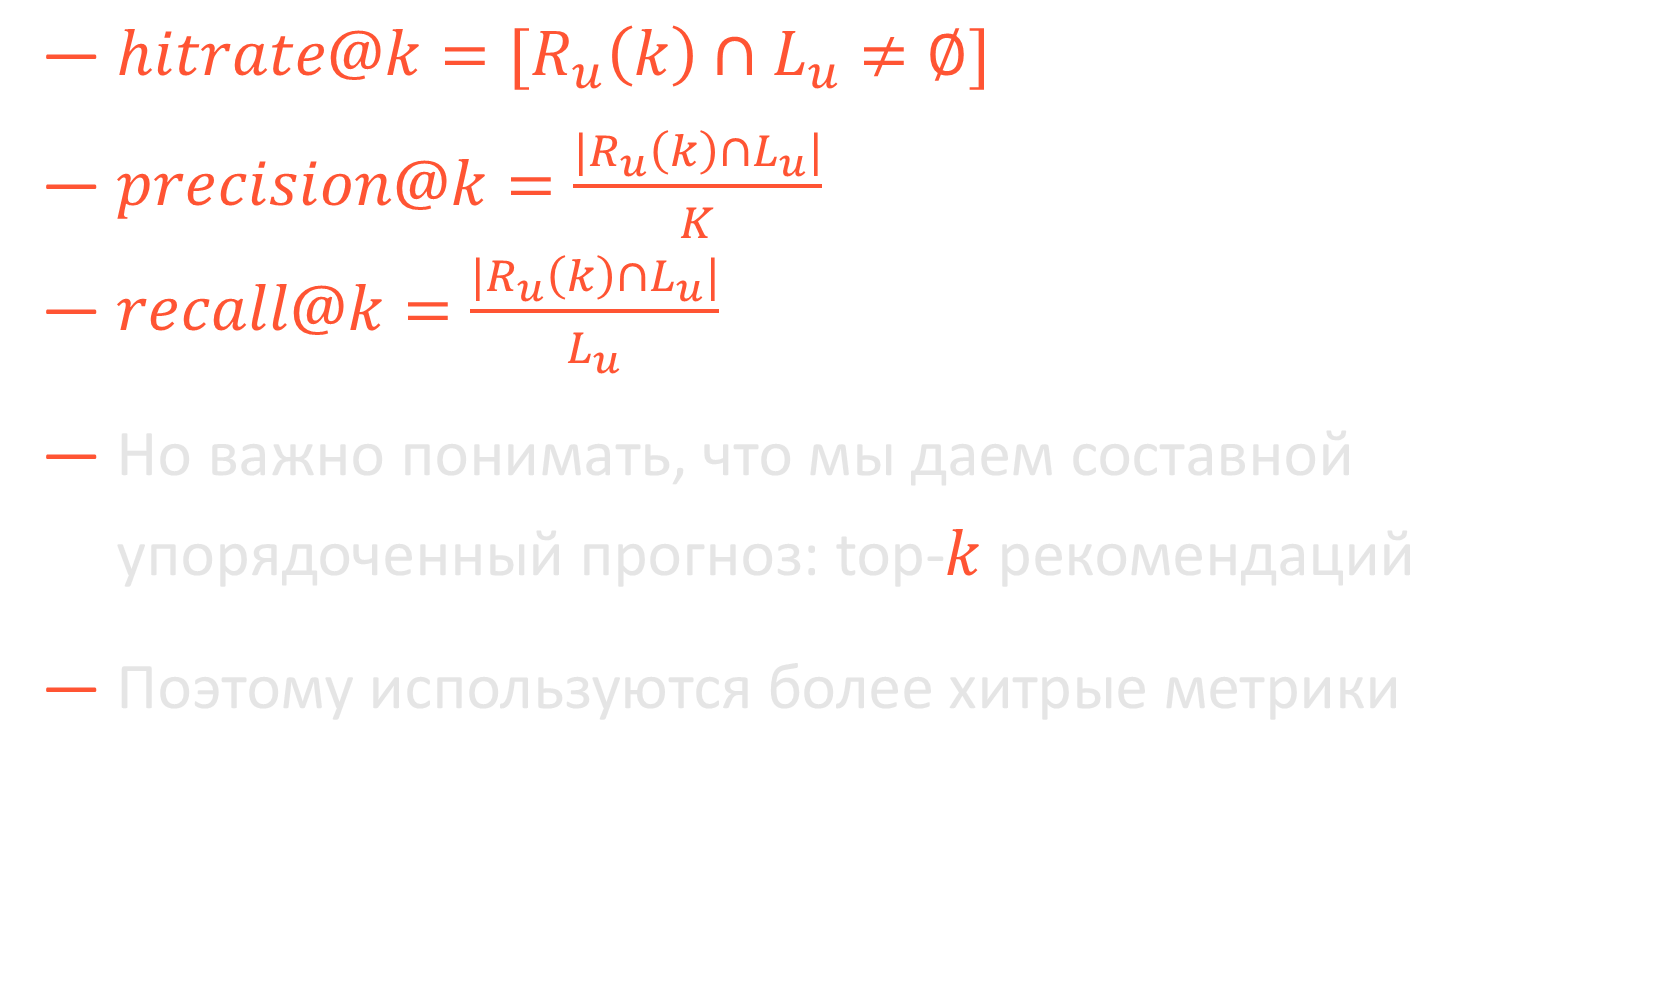 — hitrate@k = [R_u(k) ∩ L_u ≠ ∅]
— precision@k = |R_u(k)∩L_u| / K
— recall@k = |R_u(k)∩L_u| / L_u
— Но важно понимать, что мы даем составной
упорядоченный прогноз: top-k рекомендаций
— Поэтому используются более хитрые метрики